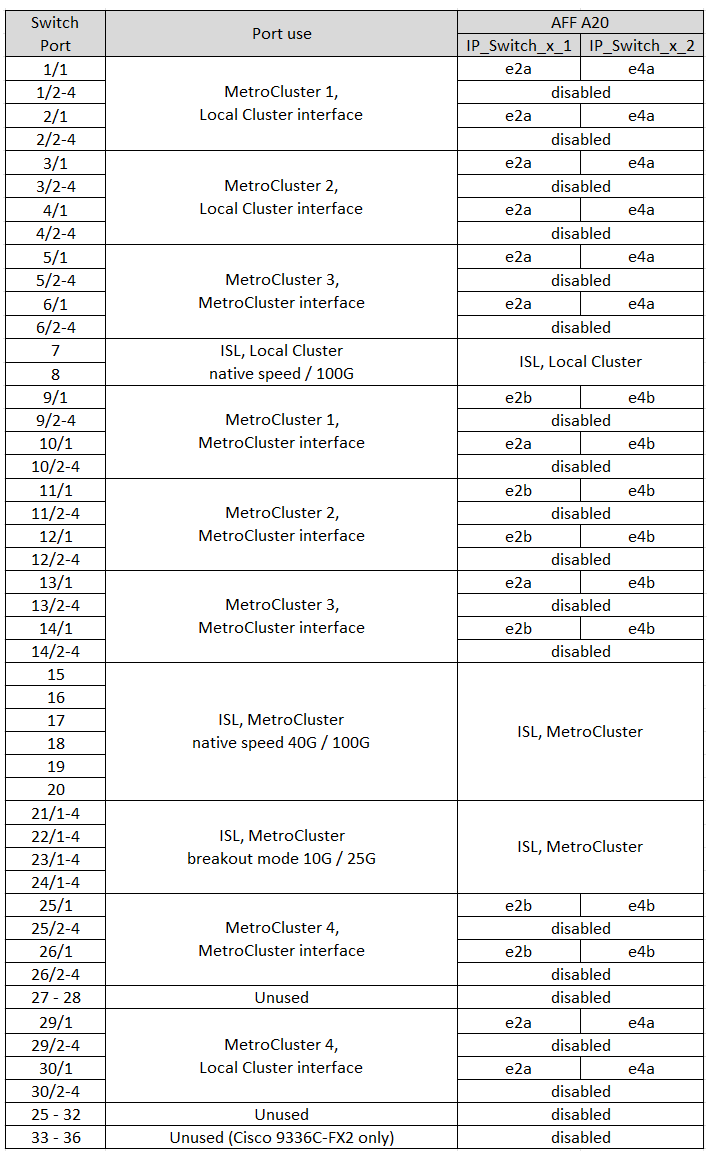 Switch Port Port use AFF A20
IP_Switch_x_1 IP_Switch_x_2
1/1 MetroCluster 1, Local Cluster interface e2a e4a
1/2-4 disabled
2/1 e2a e4a
2/2-4 disabled
3/1 MetroCluster 2, Local Cluster interface e2a e4a
3/2-4 disabled
4/1 e2a e4a
4/2-4 disabled
5/1 MetroCluster 3, MetroCluster interface e2a e4a
5/2-4 disabled
6/1 e2a e4a
6/2-4 disabled
7 ISL, Local Cluster native speed / 100G ISL, Local Cluster
8
9/1 MetroCluster 1, MetroCluster interface e2b e4b
9/2-4 disabled
10/1 e2a e4b
10/2-4 disabled
11/1 MetroCluster 2, MetroCluster interface e2b e4b
11/2-4 disabled
12/1 e2b e4b
12/2-4 disabled
13/1 MetroCluster 3, MetroCluster interface e2a e4b
13/2-4 disabled
14/1 e2b e4b
14/2-4 disabled
15 ISL, MetroCluster native speed 40G / 100G ISL, MetroCluster
16
17
18
19
20
21/1-4 ISL, MetroCluster breakout mode 10G / 25G ISL, MetroCluster
22/1-4
23/1-4
24/1-4
25/1 MetroCluster 4, MetroCluster interface e2b e4b
25/2-4 disabled
26/1 e2b e4b
26/2-4 disabled
27 - 28 Unused disabled
29/1 MetroCluster 4, Local Cluster interface e2a e4a
29/2-4 disabled
30/1 e2a e4a
30/2-4 disabled
25 - 32 Unused disabled
33 - 36 Unused (Cisco 9336C-FX2 only) disabled